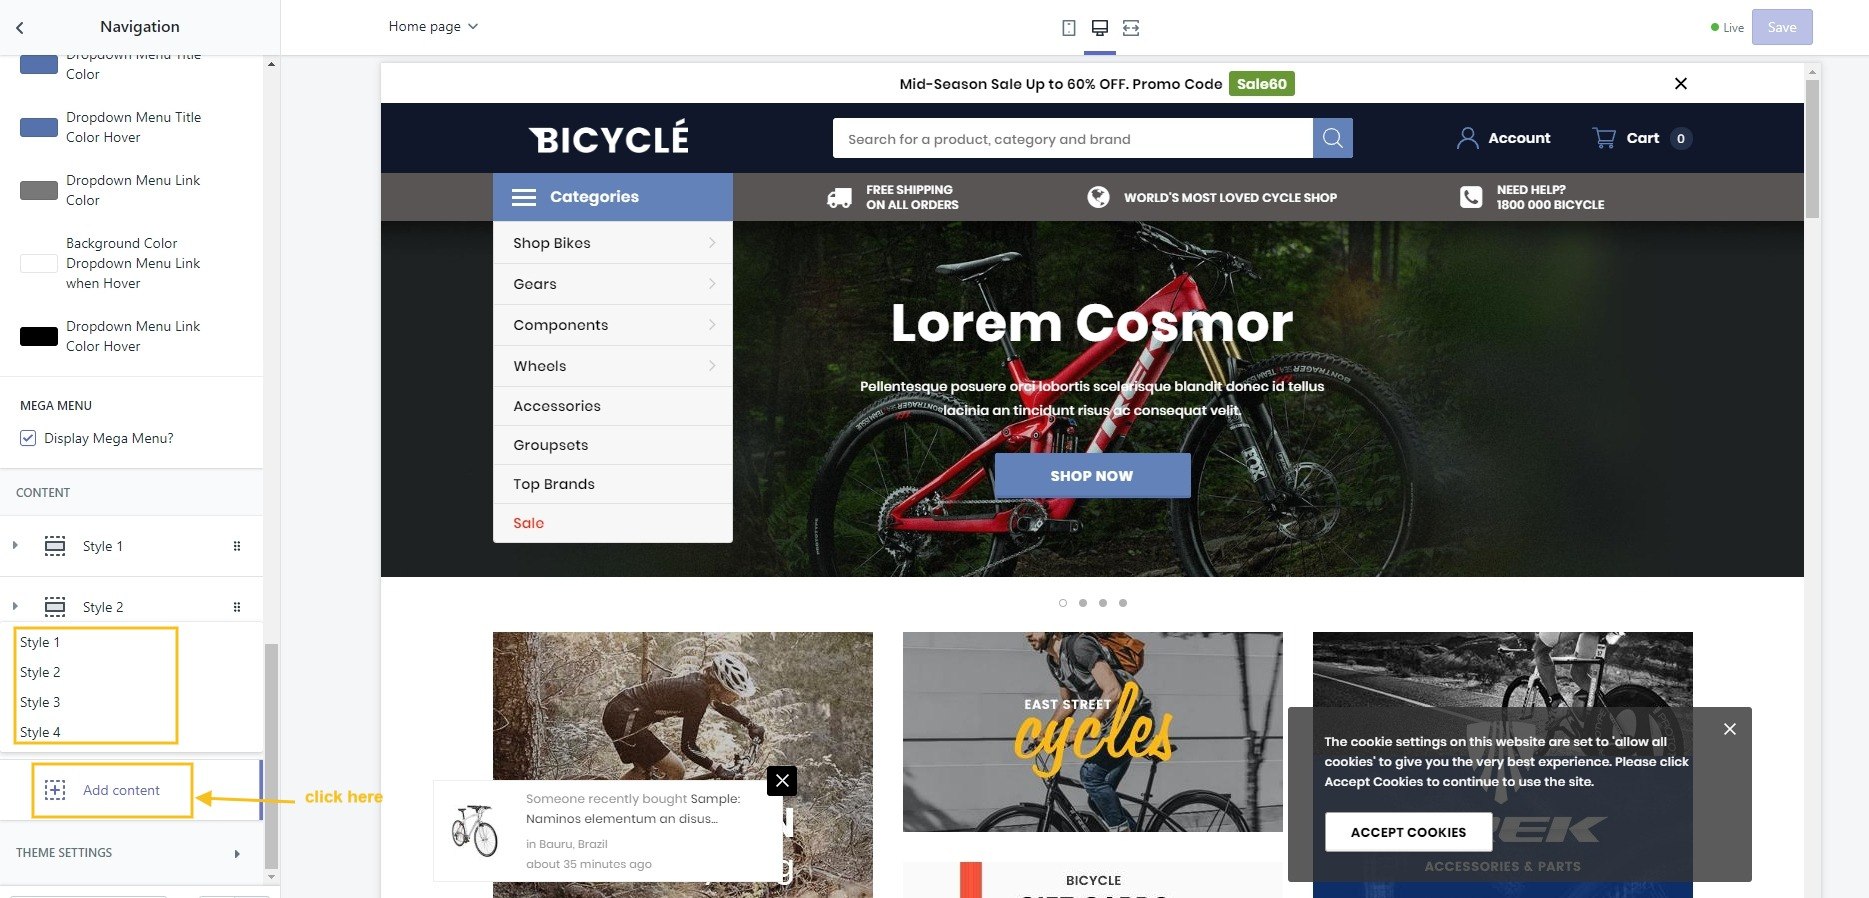 Navigation
Home page
Live
Save
Dropdown Menu Title
Color
Dropdown Menu Title
Color Hover
Dropdown Menu Link
Color
Background Color
Dropdown Menu Link
when Hover
Dropdown Menu Link
Color Hover
MEGA MENU
Display Mega Menu?
CONTENT
Style 1
Style 2
Style 1
Style 2
Style 3
Style 4
Add content
click here
THEME SETTINGS
Mid-Season Sale Up to 60% OFF. Promo Code Sale60
BICYCLÉ
Search for a product, category and brand
Account
Cart 0
Categories
FREE SHIPPING
ON ALL ORDERS
WORLD'S MOST LOVED CYCLE SHOP
NEED HELP?
1800 000 BICYCLE
Shop Bikes
Gears
Components
Wheels
Accessories
Groupsets
Top Brands
Sale
Lorem Cosmor
Pellentesque posuere orci lobortis scelerisque blandit donec id tellus
lacinia an tincidunt risus ac consequat velit.
SHOP NOW
TREK
FOX
BONTRAGER
EAST STREET
cycles
Someone recently bought Sample:
Naminos elementum an disus...
in Bauru, Brazil
about 35 minutes ago
BICYCLE
The cookie settings on this website are set to 'allow all
cookies' to give you the very best experience. Please click
Accept Cookies to continue to use the site.
ACCEPT COOKIES
ACCESSORIES & PARTS